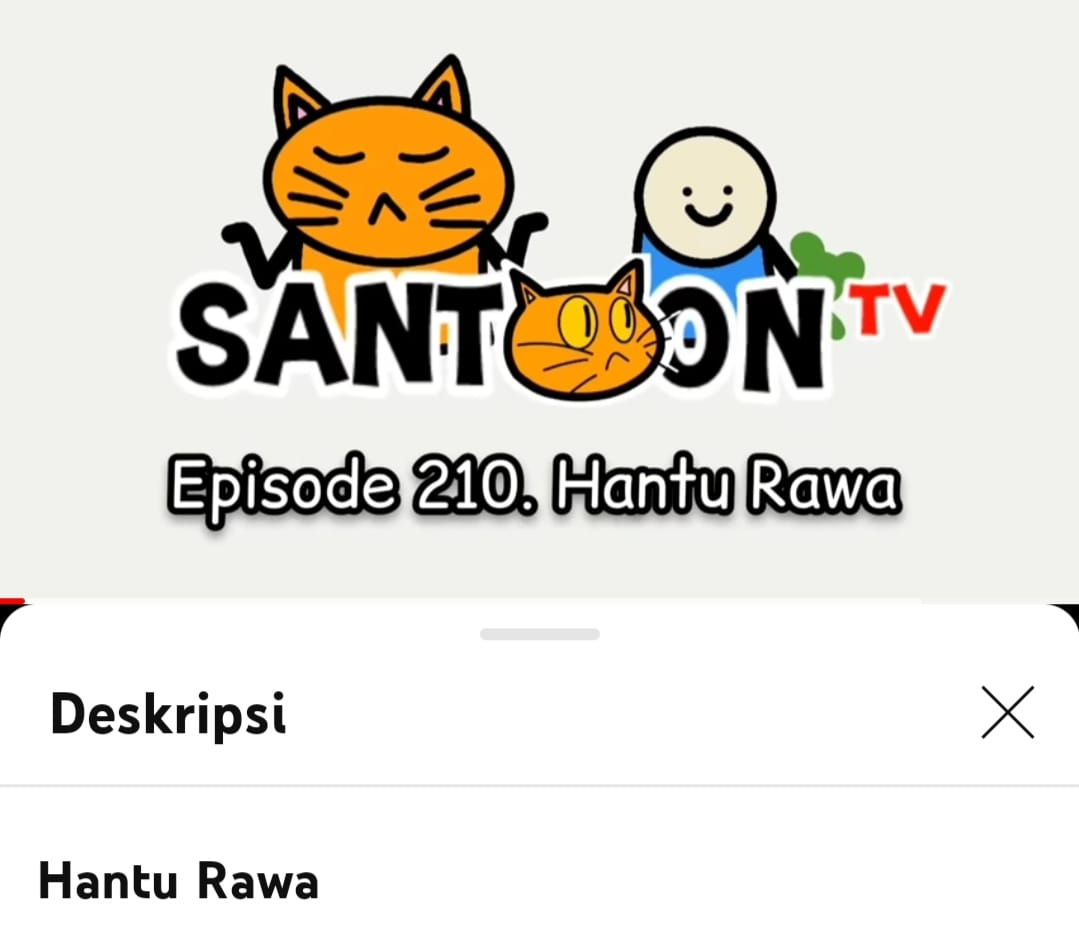 SANTOON TV
Episode 210. Hantu Rawa
Deskripsi
Hantu Rawa